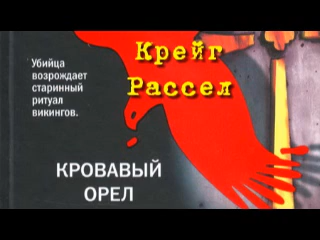 Крейг
Рассел
Убийца
возрождает
старинный
ритуал
викингов.
КРОВАВЫЙ
ОРЕЛ